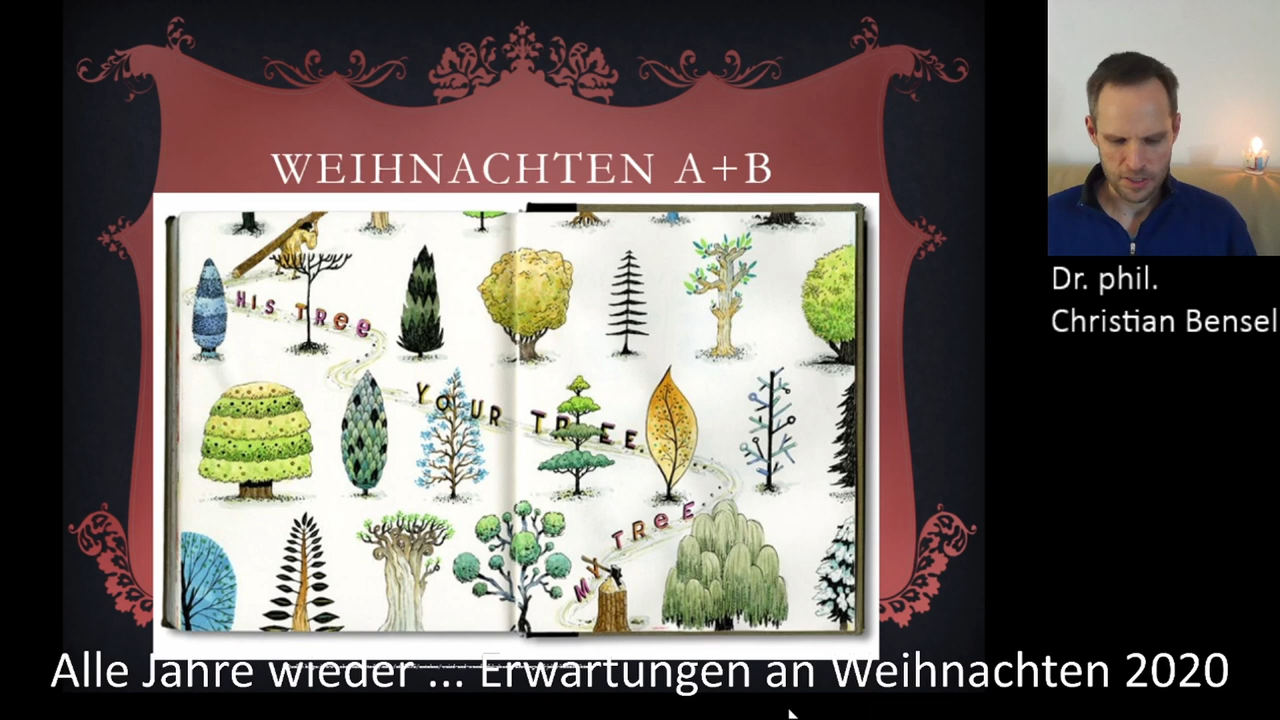 WEIHNACHTEN A+B
HIS TRee
YOUR TREE
MY TReE
Dr. phil.
Christian Bensel
Alle Jahre wieder ... Erwartungen an Weihnachten 2020